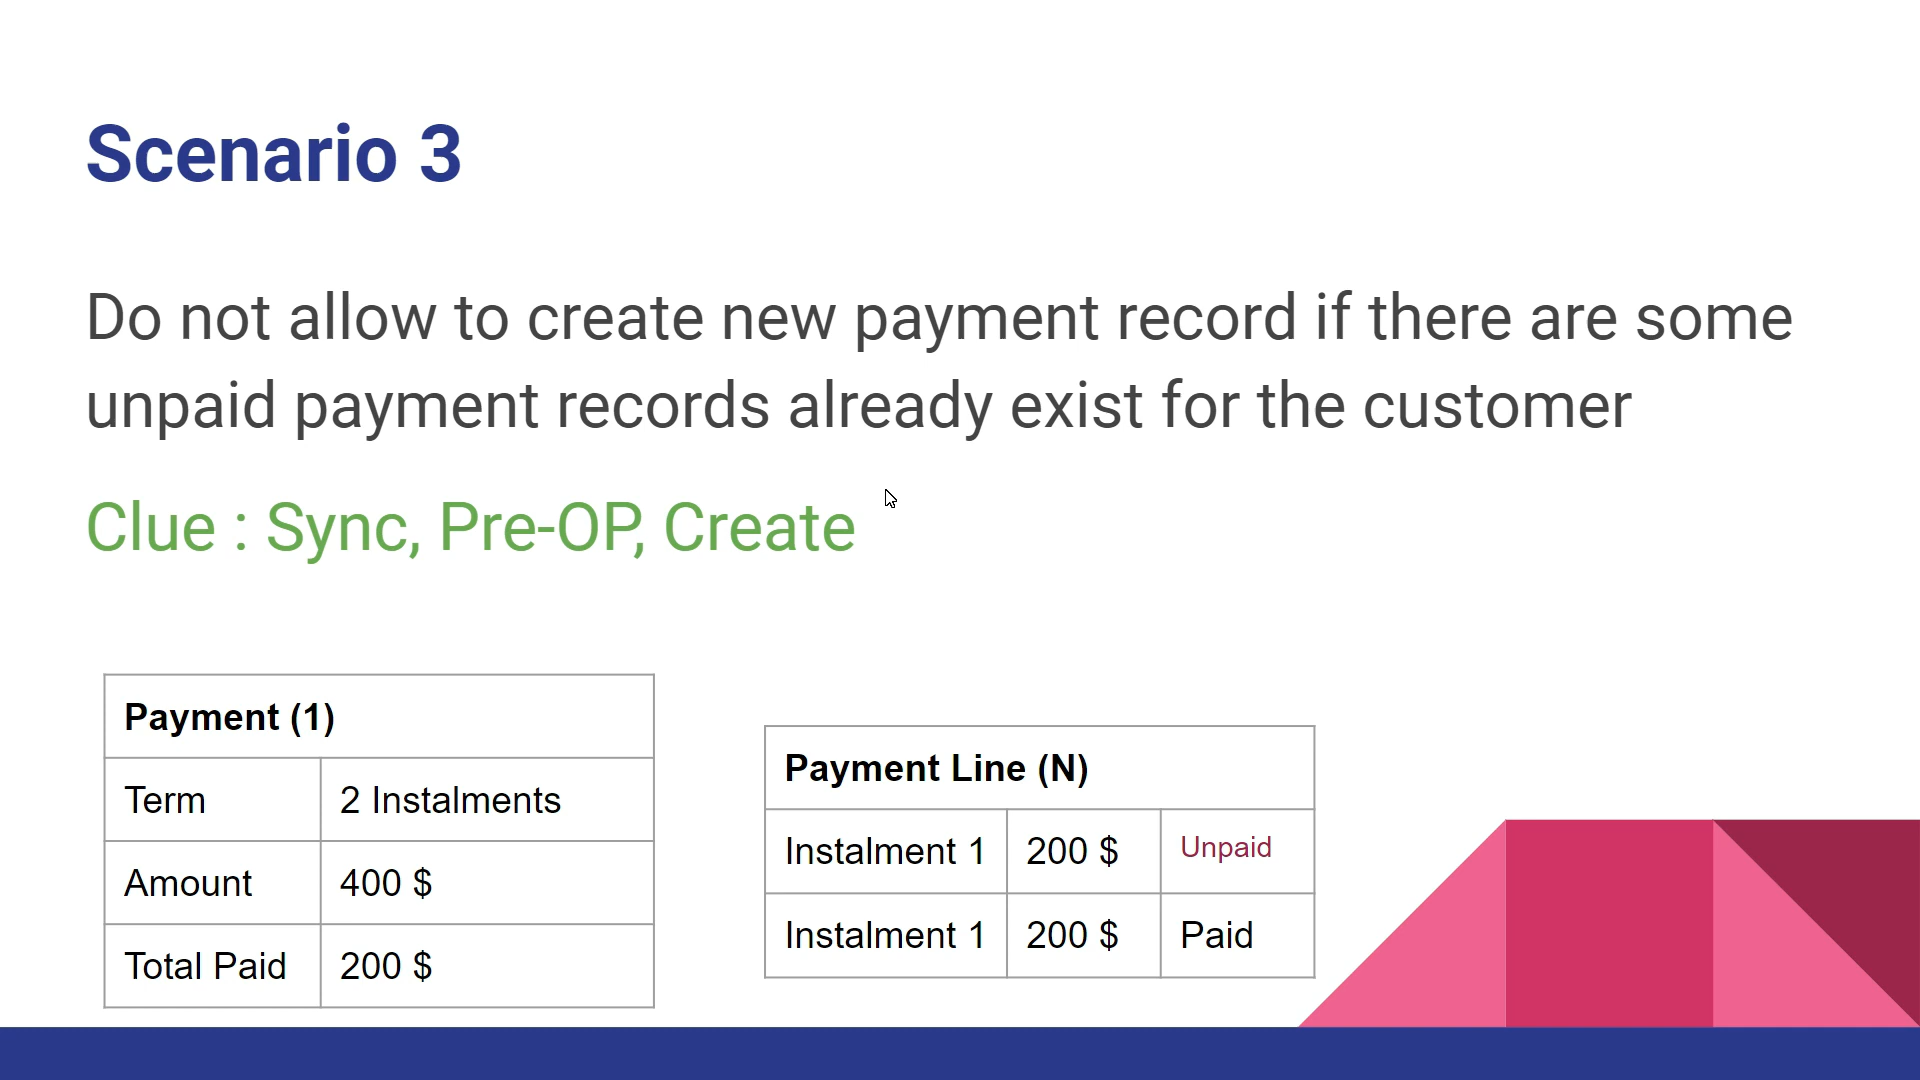 Scenario 3
Do not allow to create new payment record if there are some
unpaid payment records already exist for the customer
Clue : Sync, Pre-OP, Create
Payment (1)
Term 2 Instalments
Amount 400 $
Total Paid 200 $
Payment Line (N)
Instalment 1 200 $ Unpaid
Instalment 1 200 $ Paid